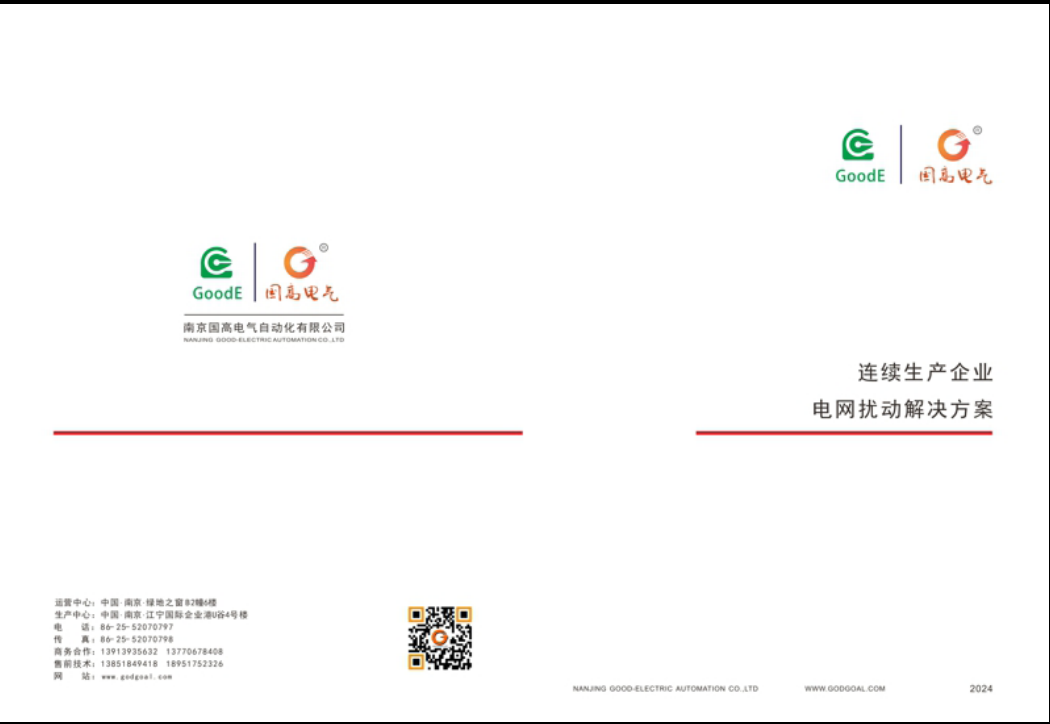 GoodE
国高电气
®
南京国高电气自动化有限公司
NANJING GOOD-ELECTRIC AUTOMATION CO.,LTD
运营中心：中国·南京·绿地之窗B2幢6楼
生产中心：中国·南京·江宁国际企业港U谷4号楼
电 话：86-25-52070797
传 真：86-25-52070798
商务合作：13913935632 13770678408
售前技术：13851849418 18951752326
网 站：www.godgoal.com
GoodE
国高电气
®
连续生产企业
电网扰动解决方案
NANJING GOOD-ELECTRIC AUTOMATION CO.,LTD WWW.GODGOAL.COM 2024